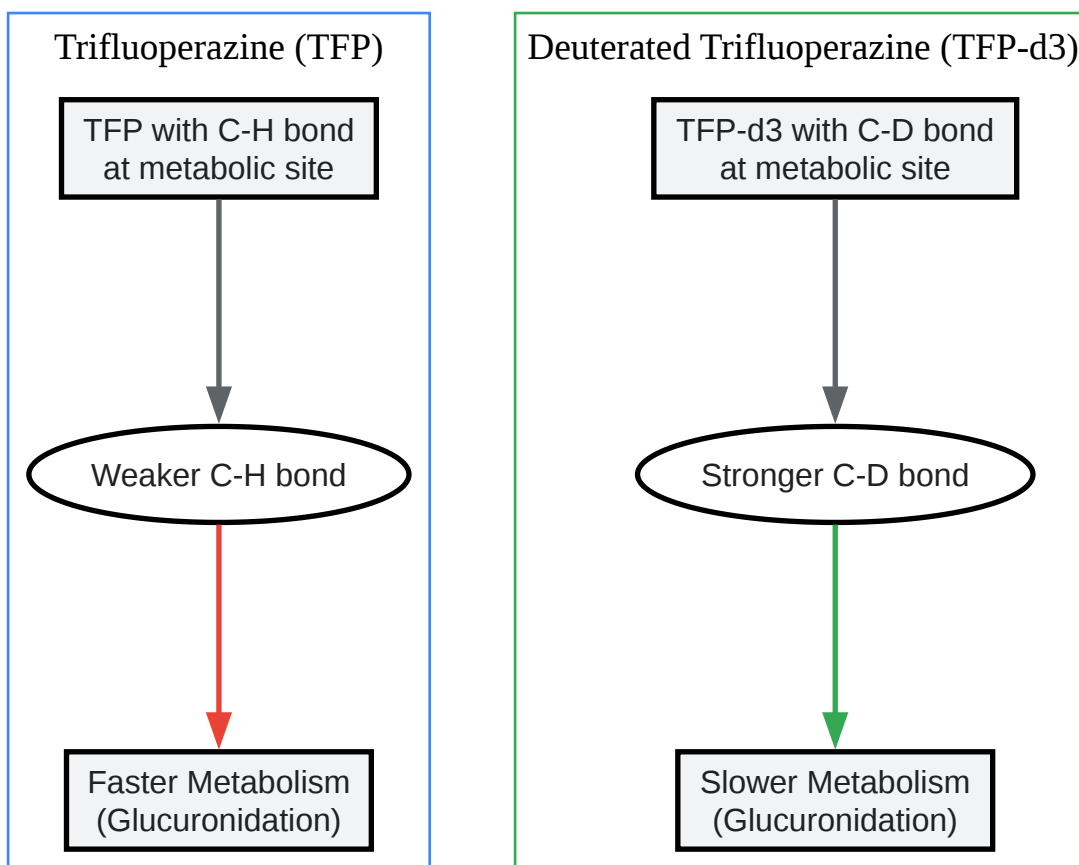 Trifluoperazine (TFP)
TFP with C-H bond
at metabolic site
Weaker C-H bond
Faster Metabolism
(Glucuronidation)
Deuterated Trifluoperazine (TFP-d3)
TFP-d3 with C-D bond
at metabolic site
Stronger C-D bond
Slower Metabolism
(Glucuronidation)